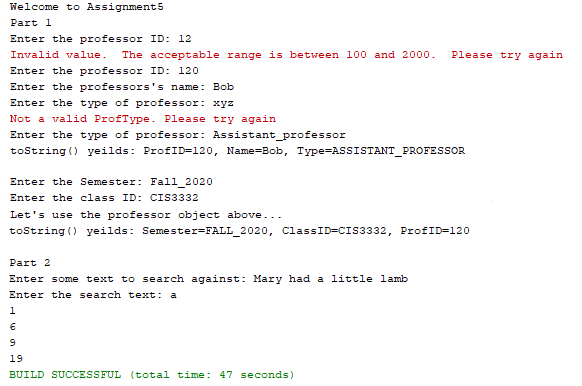 Welcome to Assignment5
Part 1
Enter the professor ID: 12
Invalid value.  The acceptable range is between 100 and 2000.  Please try again
Enter the professor ID: 120
Enter the professors's name: Bob
Enter the type of professor: xyz
Not a valid ProfType. Please try again
Enter the type of professor: Assistant_professor
toString() yeilds: ProfID=120, Name=Bob, Type=ASSISTANT_PROFESSOR
Enter the Semester: Fall_2020
Enter the class ID: CIS3332
Let's use the professor object above...
toString() yeilds: Semester=FALL_2020, ClassID=CIS3332, ProfID=120
Part 2
Enter some text to search against: Mary had a little lamb
Enter the search text: a
1
6
9
19
BUILD SUCCESSFUL (total time: 47 seconds)